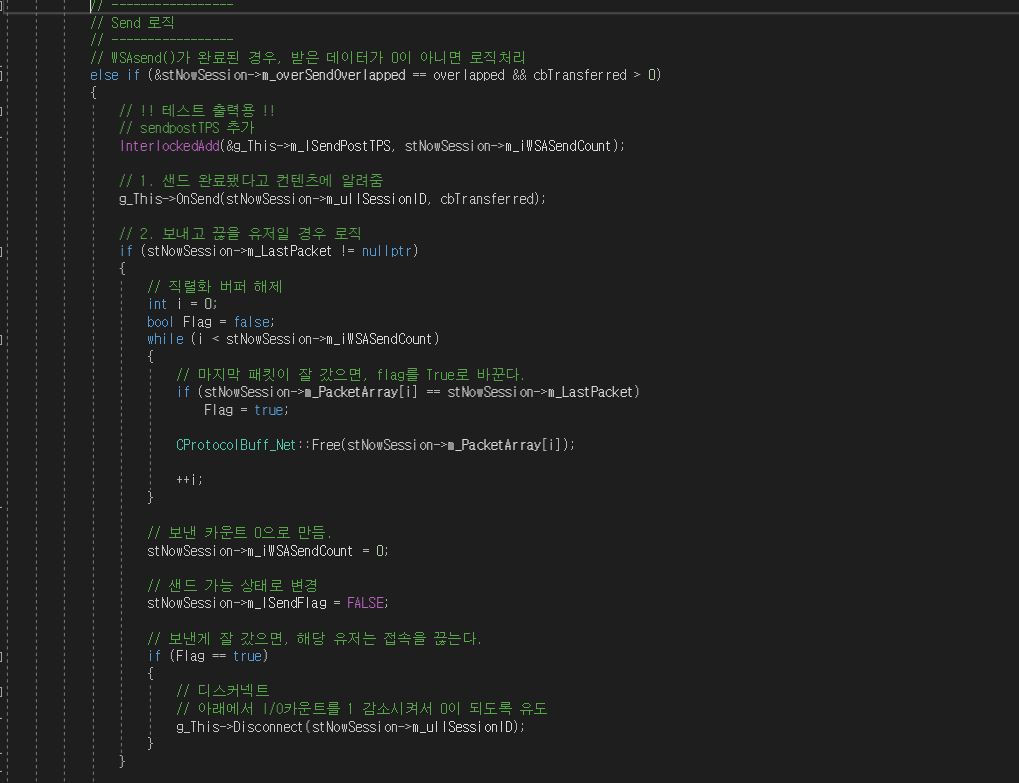 // -----------------
// Send 로직
// -----------------
// WSAsend()가 완료된 경우, 받은 데이터가 0이 아니면 로직처리
else if (&stNowSession->m_overSendOverlapped == overlapped && cbTransferred > 0)
{
// !! 테스트 출력용 !!
// sendpostTPS 추가
InterlockedAdd(&g_This->m_lSendPostTPS, stNowSession->m_iWSASendCount);
// 1. 샌드 완료됐다고 컨텐츠에 알려줌
g_This->OnSend(stNowSession->m_ullSessionID, cbTransferred);
// 2. 보내고 끊을 유저일 경우 로직
if (stNowSession->m_LastPacket != nullptr)
{
// 직렬화 버퍼 해제
int i = 0;
bool Flag = false;
while (i < stNowSession->m_iWSASendCount)
{
// 마지막 패킷이 잘 갔으면, flag를 True로 바꾼다.
if (stNowSession->m_PacketArray[i] == stNowSession->m_LastPacket)
Flag = true;
CProtocolBuff_Net::Free(stNowSession->m_PacketArray[i]);
++i;
}
// 보낸 카운트 0으로 만듬.
stNowSession->m_iWSASendCount = 0;
// 샌드 가능 상태로 변경
stNowSession->m_lSendFlag = FALSE;
// 보낸게 잘 갔으면, 해당 유저는 접속을 끊는다.
if (Flag == true)
{
// 디스커넥트
// 아래에서 I/O카운트를 1 감소시켜서 0이 되도록 유도
g_This->Disconnect(stNowSession->m_ullSessionID);
}
}